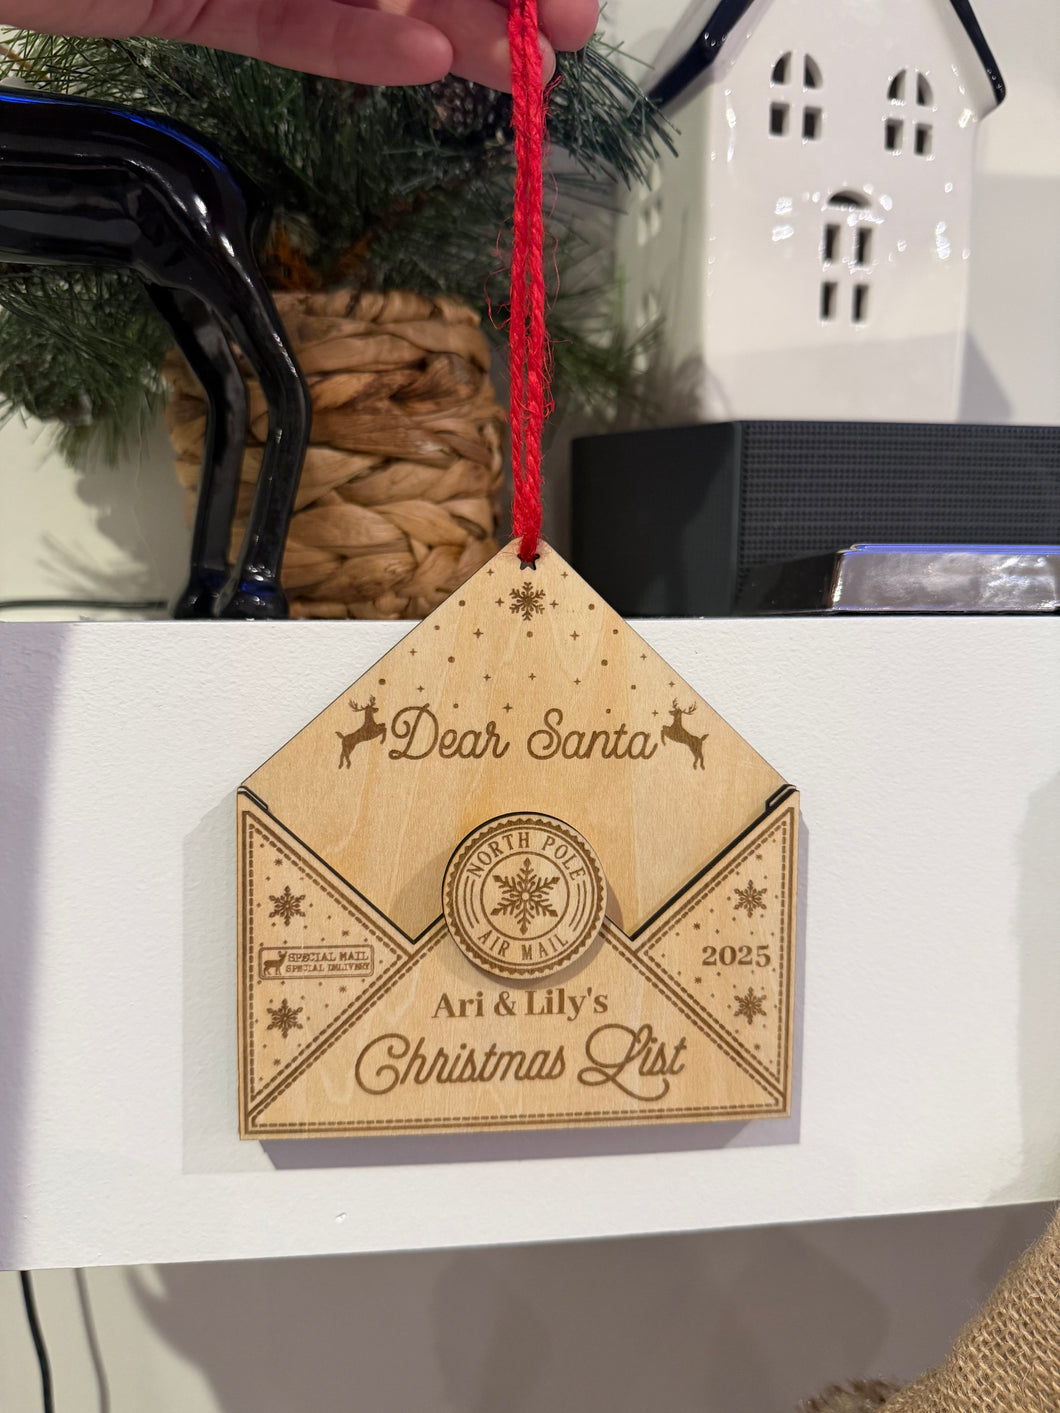 Dear Santa
NORTH POLE
AIR MAIL
SPECIAL MAIL
SPECIAL DELIVERY
2025
Ari & Lily's
Christmas List